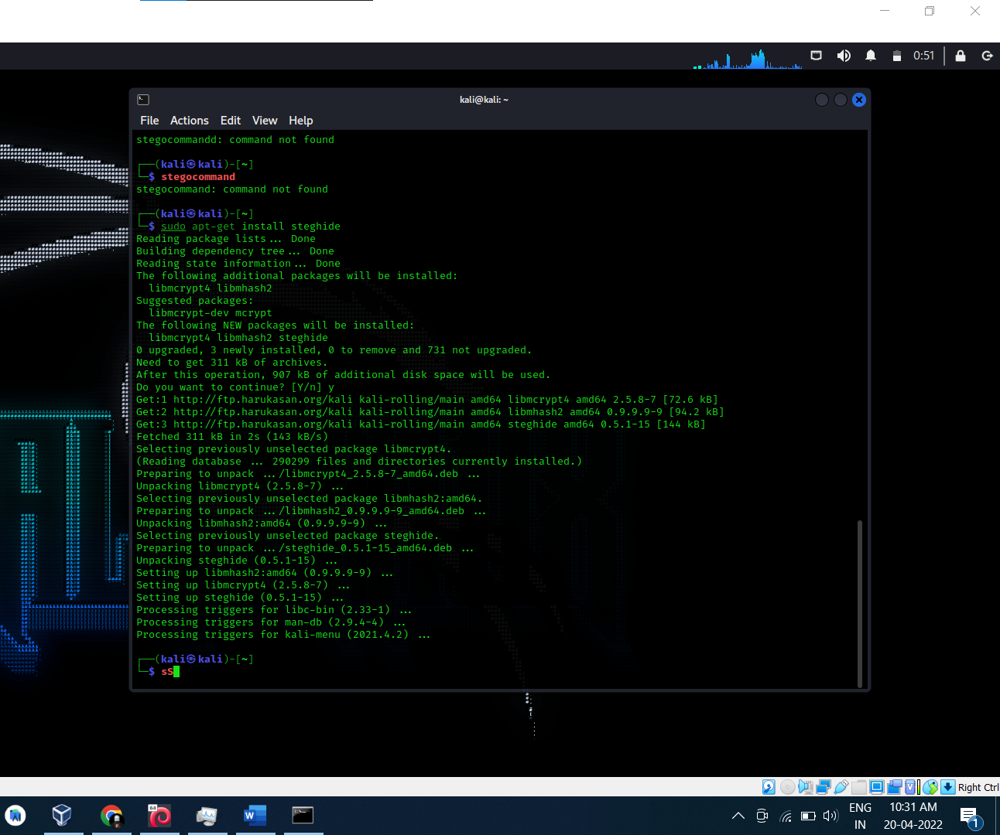 0:51
kali@kali: ~
File Actions Edit View Help
stegocommandd: command not found
┌──(kali㉿kali)-[~]
└─$ stegocommand
stegocommand: command not found
┌──(kali㉿kali)-[~]
└─$ sudo apt-get install steghide
Reading package lists... Done
Building dependency tree... Done
Reading state information... Done
The following additional packages will be installed:
libmcrypt4 libmhash2
Suggested packages:
libmcrypt-dev mcrypt
The following NEW packages will be installed:
libmcrypt4 libmhash2 steghide
0 upgraded, 3 newly installed, 0 to remove and 731 not upgraded.
Need to get 311 kB of archives.
After this operation, 907 kB of additional disk space will be used.
Do you want to continue? [Y/n] y
Get:1 http://ftp.harukasan.org/kali kali-rolling/main amd64 libmcrypt4 amd64 2.5.8-7 [72.6 kB]
Get:2 http://ftp.harukasan.org/kali kali-rolling/main amd64 libmhash2 amd64 0.9.9.9-9 [94.2 kB]
Get:3 http://ftp.harukasan.org/kali kali-rolling/main amd64 steghide amd64 0.5.1-15 [144 kB]
Fetched 311 kB in 2s (143 kB/s)
Selecting previously unselected package libmcrypt4.
(Reading database ... 290299 files and directories currently installed.)
Preparing to unpack .../libmcrypt4_2.5.8-7_amd64.deb ...
Unpacking libmcrypt4 (2.5.8-7) ...
Selecting previously unselected package libmhash2:amd64.
Preparing to unpack .../libmhash2_0.9.9.9-9_amd64.deb ...
Unpacking libmhash2:amd64 (0.9.9.9-9) ...
Selecting previously unselected package steghide.
Preparing to unpack .../steghide_0.5.1-15_amd64.deb ...
Unpacking steghide (0.5.1-15) ...
Setting up libmhash2:amd64 (0.9.9.9-9) ...
Setting up libmcrypt4 (2.5.8-7) ...
Setting up steghide (0.5.1-15) ...
Processing triggers for libc-bin (2.33-1) ...
Processing triggers for man-db (2.9.4-4) ...
Processing triggers for kali-menu (2021.4.2) ...
┌──(kali㉿kali)-[~]
└─$ sS
Right Ctrl
64
W
ENG
IN
10:31 AM
20-04-2022
1